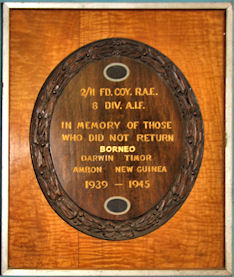 2/11 FD. COY. R.A.E.
8 DIV. A.I.F.
IN MEMORY OF THOSE
WHO DID NOT RETURN
BORNEO
DARWIN TIMOR
AMBON NEW GUINEA
1939 — 1945